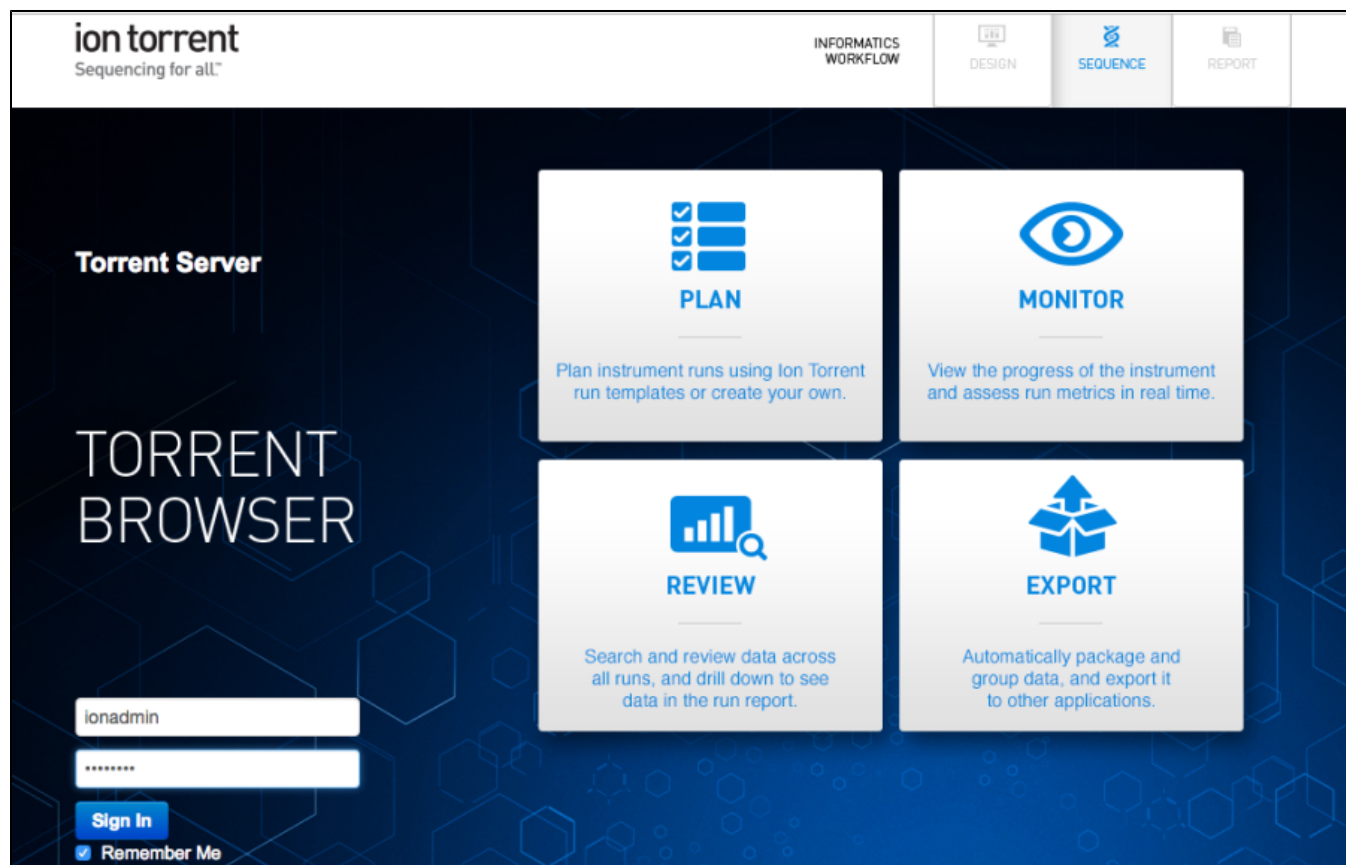 ion torrent
Sequencing for all.™
INFORMATICS
WORKFLOW
DESIGN
SEQUENCE
REPORT
Torrent Server
TORRENT
BROWSER
PLAN
Plan instrument runs using Ion Torrent
run templates or create your own.
MONITOR
View the progress of the instrument
and assess run metrics in real time.
REVIEW
Search and review data across
all runs, and drill down to see
data in the run report.
EXPORT
Automatically package and
group data, and export it
to other applications.
ionadmin
••••••••
Sign In
Remember Me